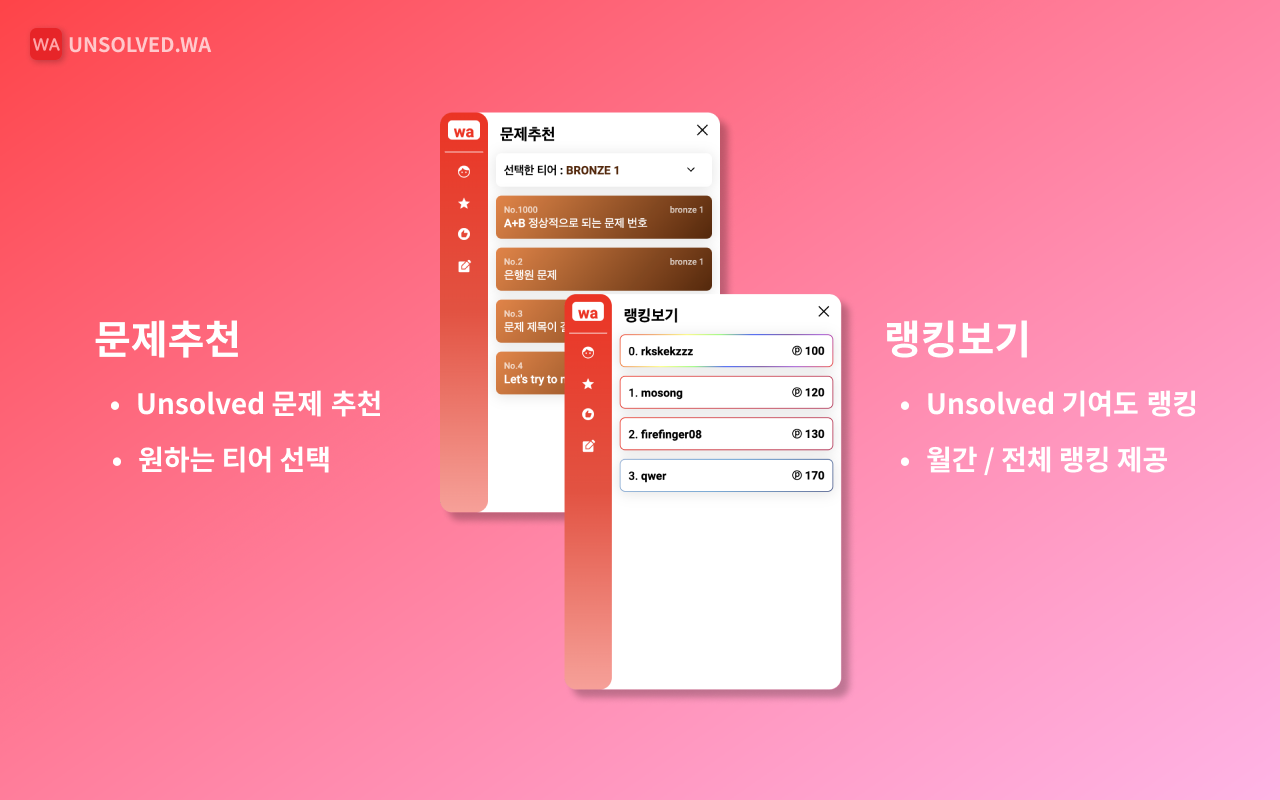 WA UNSOLVED.WA
문제추천
Unsolved 문제 추천
원하는 티어 선택
wa
문제추천
선택한 티어 : BRONZE 1
No.1000 bronze 1
A+B 정상적으로 되는 문제 번호
No.2 bronze 1
은행원 문제
No.3
문제 제목이
No.4
Let's try to
wa
랭킹보기
0. rkskekzzz Ⓟ 100
1. mosong Ⓟ 120
2. firefinger08 Ⓟ 130
3. qwer Ⓟ 170
랭킹보기
Unsolved 기여도 랭킹
월간 / 전체 랭킹 제공